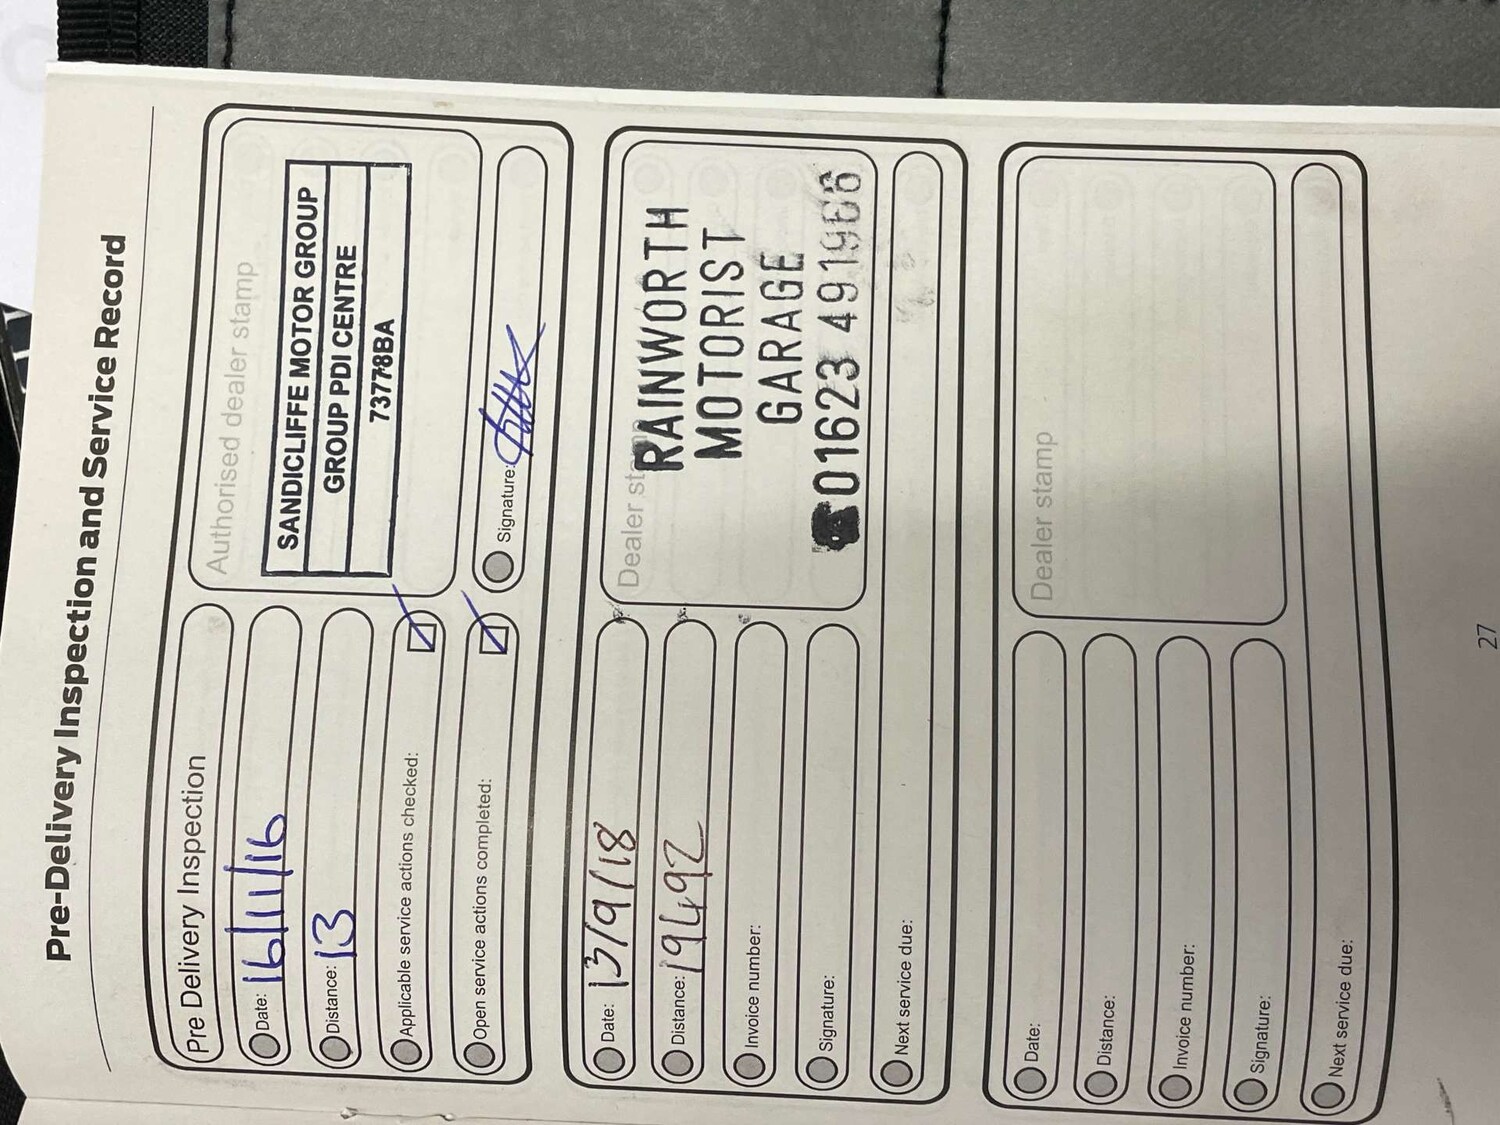 Pre-Delivery Inspection and Service Record
Pre Delivery Inspection
Date: 16/11/16
Distance: 13
Applicable service actions checked:
Open service actions completed:
Authorised dealer stamp
SANDICLIFFE MOTOR GROUP
GROUP PDI CENTRE
73778BA
Signature:
Date: 13/9/18
Distance: 19492
Invoice number:
Signature:
Next service due:
Dealer stamp
RAINWORTH
MOTORIST
GARAGE
01623 491966
Date:
Distance:
Invoice number:
Signature:
Next service due:
Dealer stamp
27